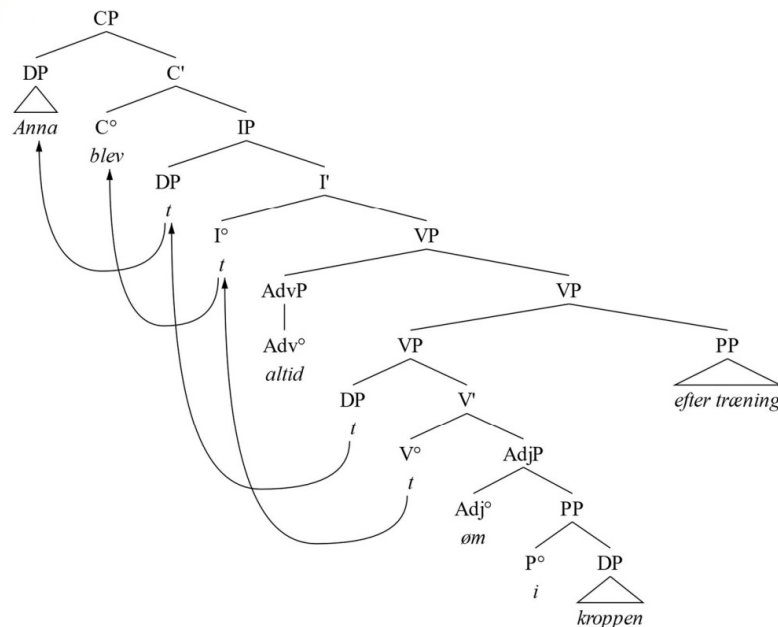 CP
DP C'
Anna C° IP
blev DP I'
t I° VP
t AdvP VP
Adv° VP PP
altid DP V' efter træning
t V° AdjP
t Adj° PP
øm P° DP
i kroppen